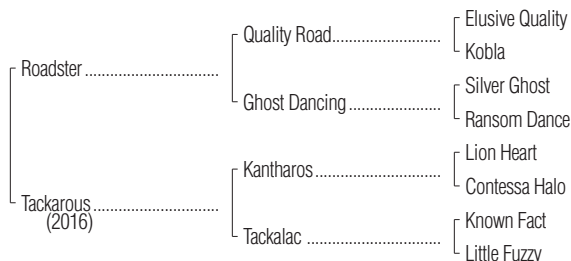 Elusive Quality
Quality Road
Kobla
Roadster
Silver Ghost
Ghost Dancing
Ransom Dance
Lion Heart
Kantharos
Contessa Halo
Tackarous
(2016)
Known Fact
Tackalac
Little Fuzzy